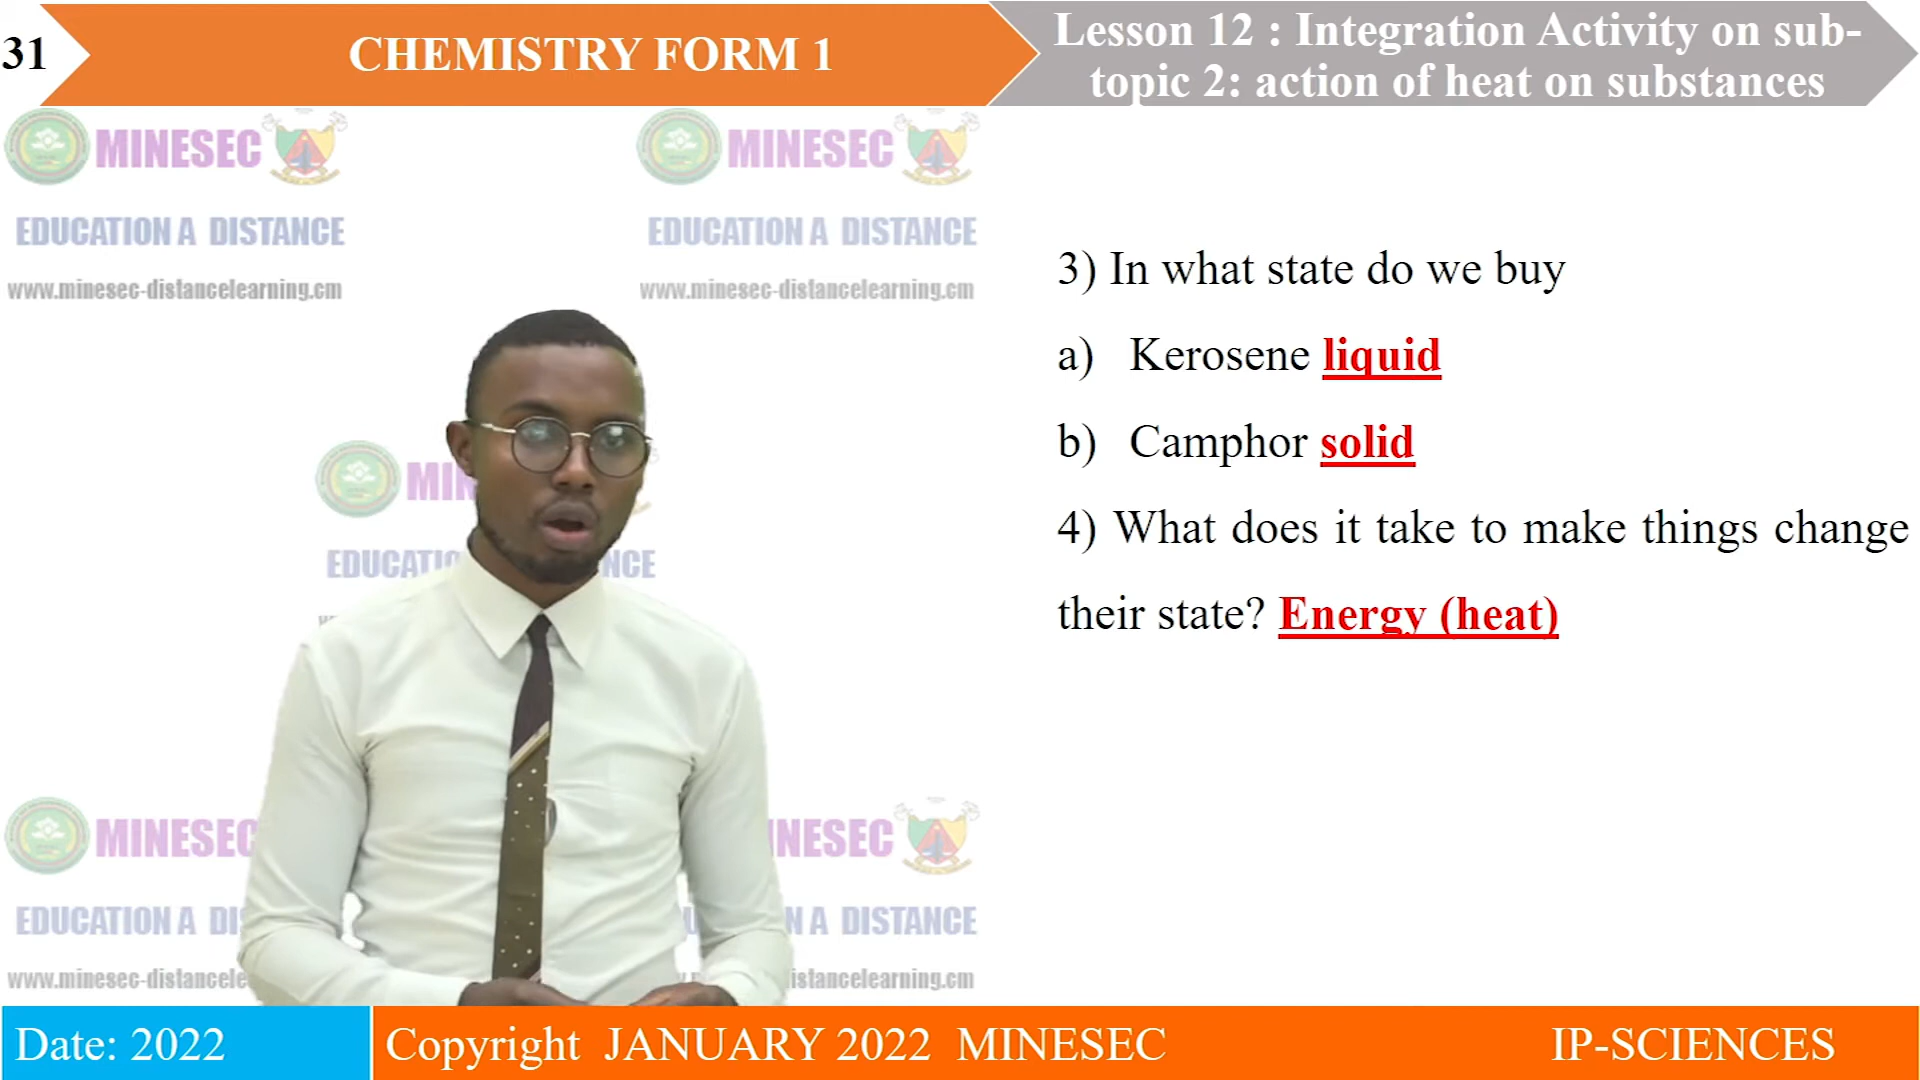 31
CHEMISTRY FORM 1
Lesson 12 : Integration Activity on sub-
topic 2: action of heat on substances
MINESEC
EDUCATION A DISTANCE
www.minesec-distancelearning.cm
MINESEC
EDUCATION A DISTANCE
www.minesec-distancelearning.cm
3) In what state do we buy
a) Kerosene liquid
b) Camphor solid
4) What does it take to make things change
their state? Energy (heat)
MINESEC
EDUCATION A DISTANCE
Date: 2022
Copyright JANUARY 2022 MINESEC
IP-SCIENCES